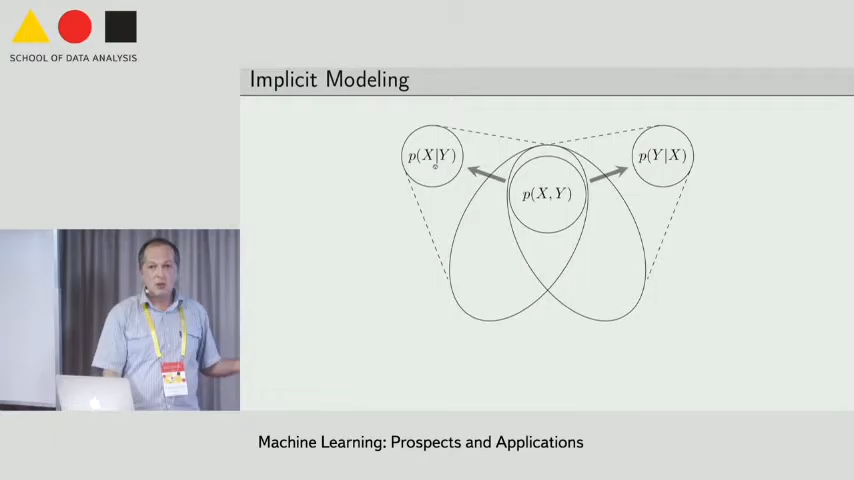 SCHOOL OF DATA ANALYSIS
Implicit Modeling
p(X|Y)
p(X, Y)
p(Y|X)
Machine Learning: Prospects and Applications